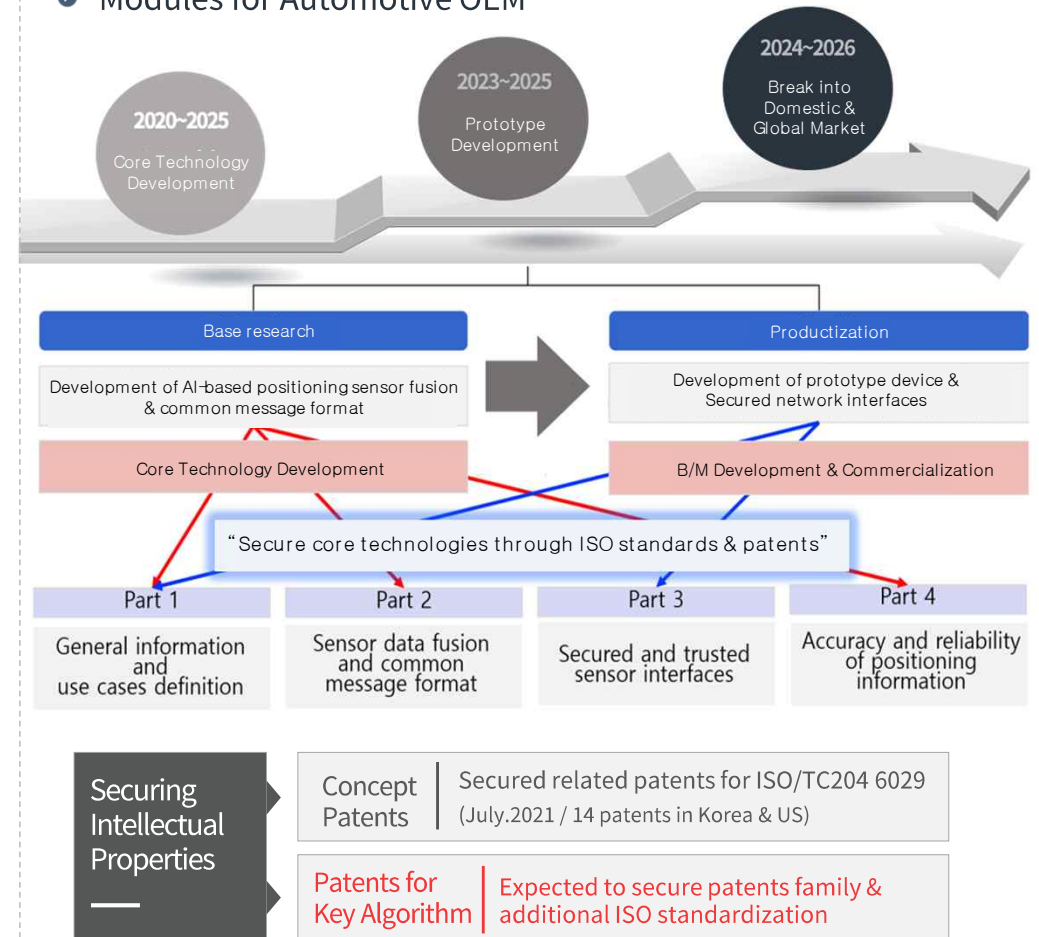 Modules for Automotive OEM
2020~2025
Core Technology
Development
2023~2025
Prototype
Development
2024~2026
Break into
Domestic &
Global Market
Base research
Productization
Development of AI-based positioning sensor fusion
& common message format
Development of prototype device &
Secured network interfaces
Core Technology Development
B/M Development & Commercialization
“Secure core technologies through ISO standards & patents”
Part 1
Part 2
Part 3
Part 4
General information
and
use cases definition
Sensor data fusion
and common
message format
Secured and trusted
sensor interfaces
Accuracy and reliability
of positioning
information
Securing
Intellectual
Properties
Concept
Patents
Secured related patents for ISO/TC204 6029
(July.2021 / 14 patents in Korea & US)
Patents for
Key Algorithm
Expected to secure patents family &
additional ISO standardization